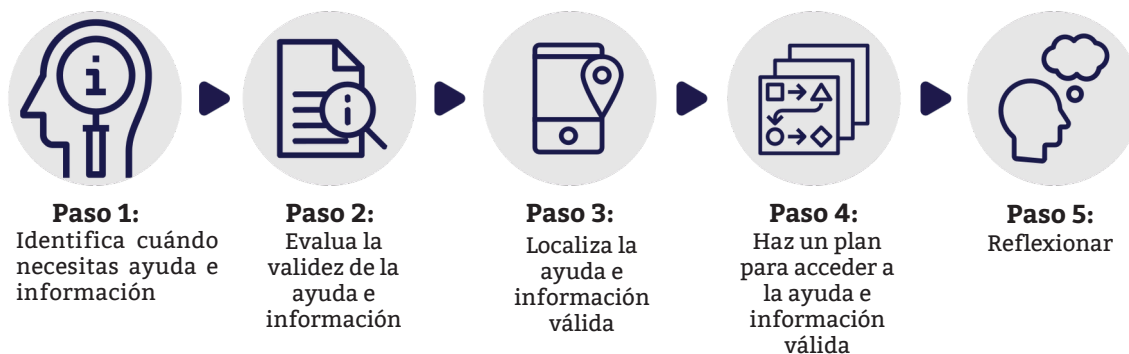 Paso 1:
Identifica cuándo
necesitas ayuda e
información
Paso 2:
Evalua la
validez de la
ayuda e
información
Paso 3:
Localiza la
ayuda e
información
válida
Paso 4:
Haz un plan
para acceder a
la ayuda e
información
válida
Paso 5:
Reflexionar